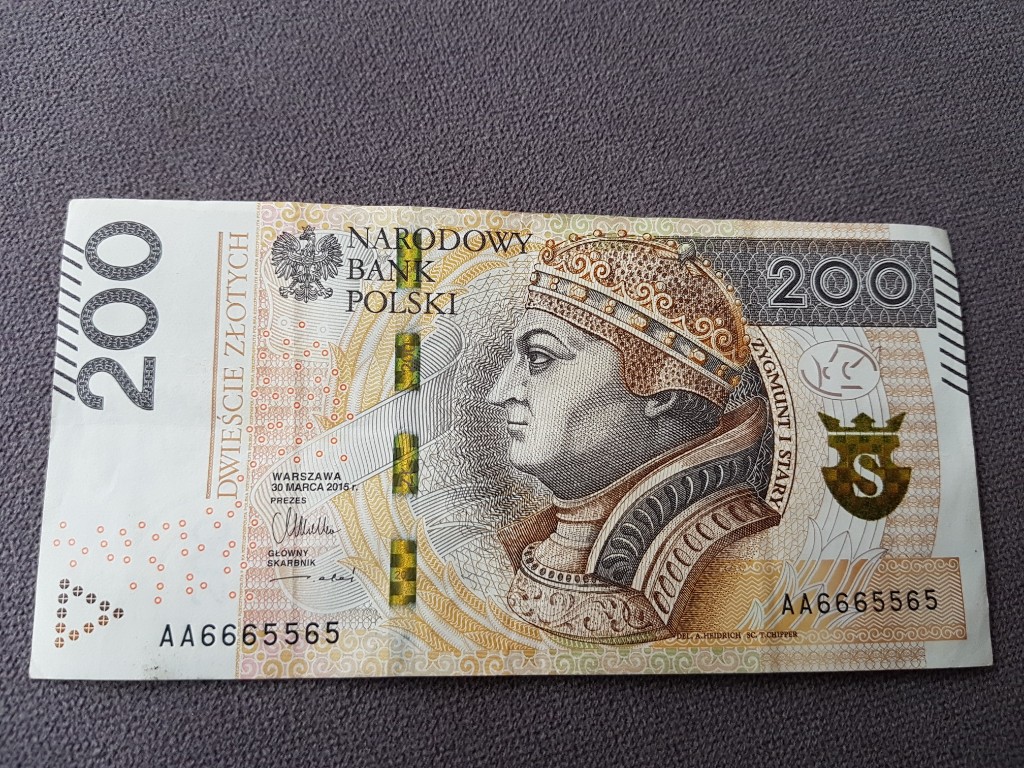 200
DWIEŚCIE ZŁOTYCH
NARODOWY
BANK
POLSKI
200
ZYGMUNT I STARY
S
WARSZAWA
30 MARCA 2015 r.
PREZES
GŁÓWNY
SKARBNIK
AA6665565
AA6665565
DEL. A.HEIDRICH SC. T.CHIPPER